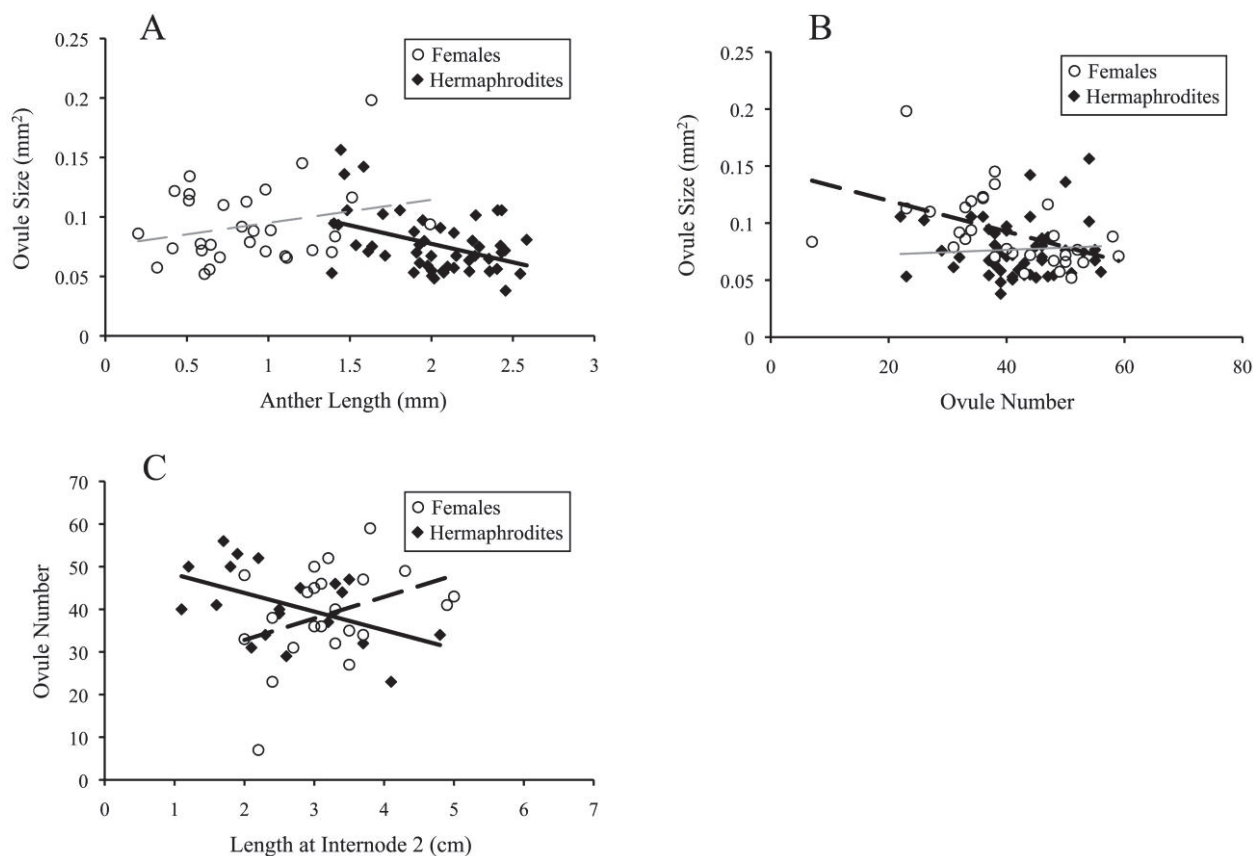 A
Ovule Size (mm²)
0.25
0.2
0.15
0.1
0.05
0
0 0.5 1 1.5 2 2.5 3
Anther Length (mm)
Females
Hermaphrodites
B
Ovule Size (mm²)
0.25
0.2
0.15
0.1
0.05
0
0 20 40 60 80
Ovule Number
Females
Hermaphrodites
C
Ovule Number
70
60
50
40
30
20
10
0
0 1 2 3 4 5 6 7
Length at Internode 2 (cm)
Females
Hermaphrodites